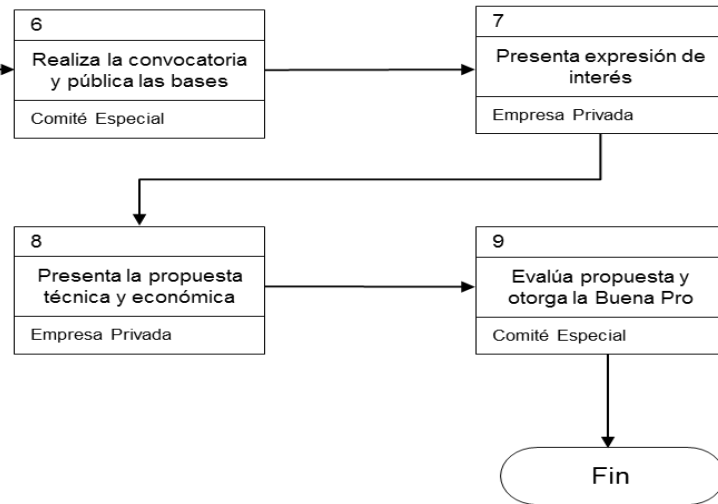 6
Realiza la convocatoria
y pública las bases
Comité Especial
7
Presenta expresión de
interés
Empresa Privada
8
Presenta la propuesta
técnica y económica
Empresa Privada
9
Evalúa propuesta y
otorga la Buena Pro
Comité Especial
Fin